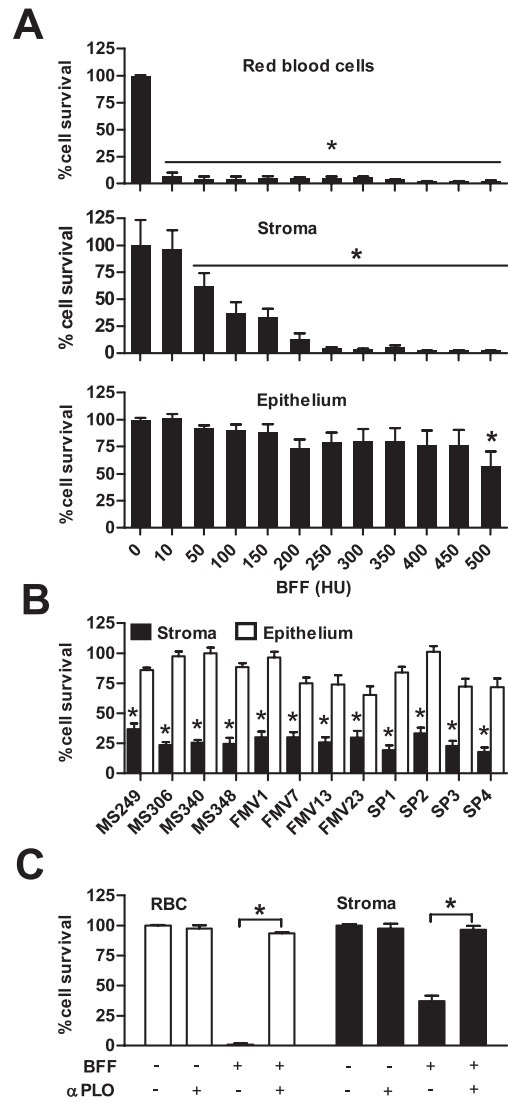 A
Red blood cells
%cell survival
125
100
75
50
25
0
*
Stroma
% cell survival
125
100
75
50
25
0
*
Epithelium
%cell survival
125
100
75
50
25
0
*
0 10 50 100 150 200 250 300 350 400 450 500
BFF (HU)
B
Stroma Epithelium
%cell survival
125
100
75
50
25
0
* * * * * * * * * * * *
MS249 MS306 MS340 MS348 FMV1 FMV7 FMV13 FMV23 SP1 SP2 SP3 SP4
C
RBC Stroma
%cell survival
125
100
75
50
25
0
* *
BFF - - + + - - + +
α PLO - + - + - + - +